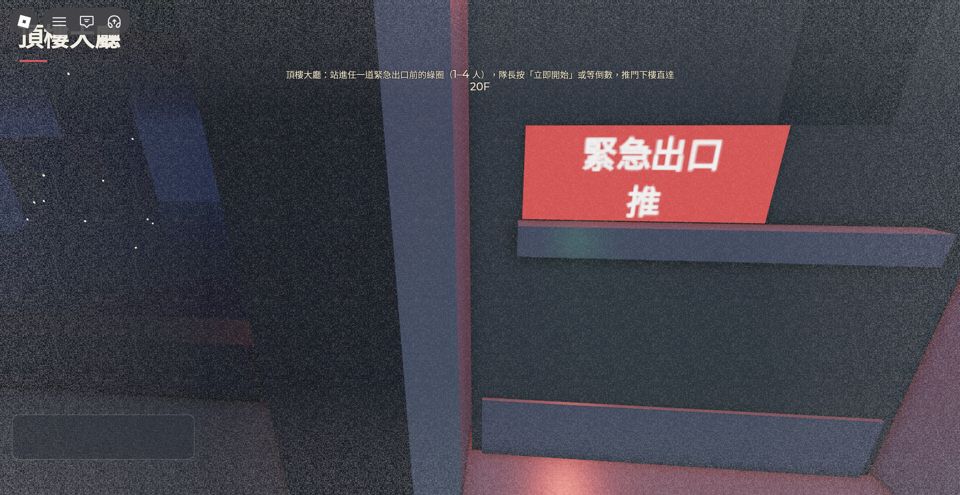 頂樓大廳
頂樓大廳：站進任一道緊急出口前的綠圈（1–4 人），隊長按「立即開始」或等倒數，推門下樓直達
20F
緊急出口
推